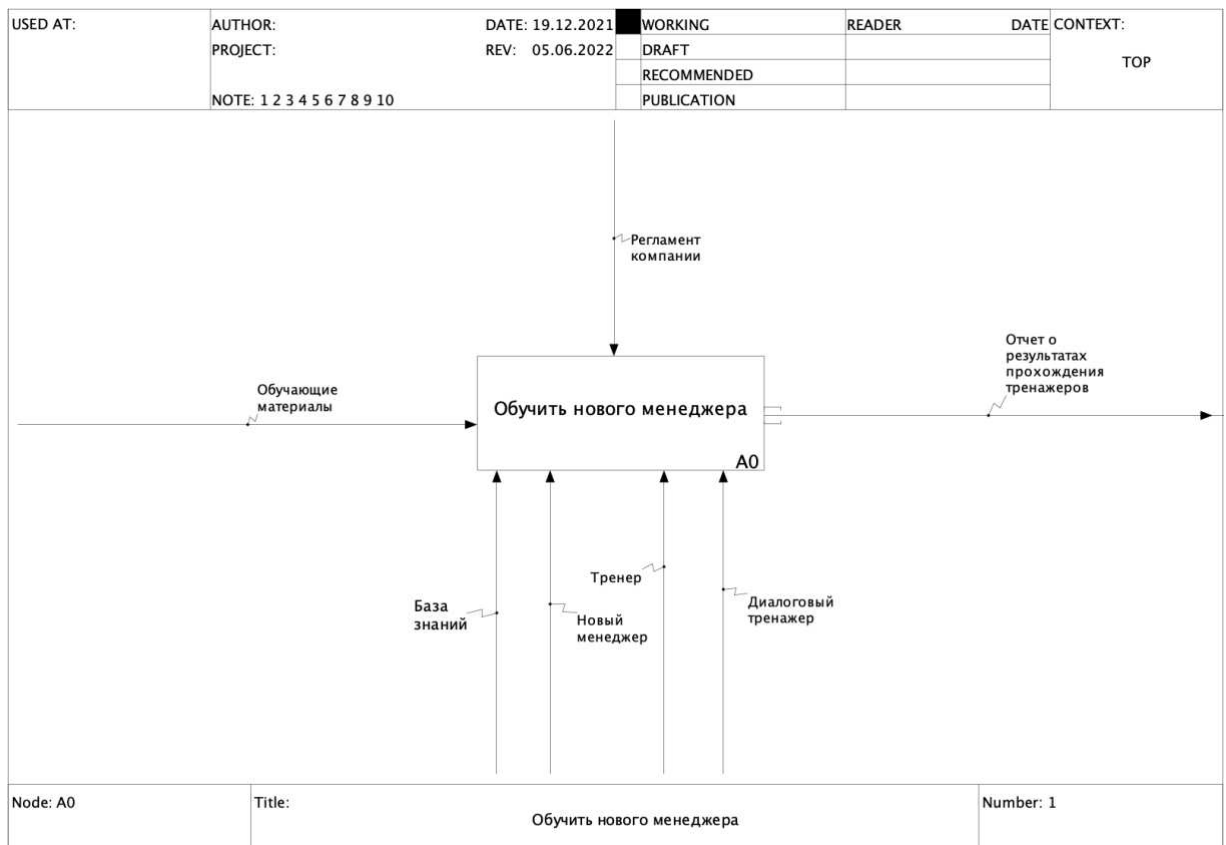 USED AT:
AUTHOR:
DATE: 19.12.2021
WORKING
READER
DATE
CONTEXT:
PROJECT:
REV: 05.06.2022
DRAFT
TOP
RECOMMENDED
NOTE: 1 2 3 4 5 6 7 8 9 10
PUBLICATION
Регламент
компании
Отчет о
результатах
прохождения
тренажеров
Обучающие
материалы
Обучить нового менеджера
A0
Тренер
База
знаний
Новый
менеджер
Диалоговый
тренажер
Node: A0
Title:
Обучить нового менеджера
Number: 1